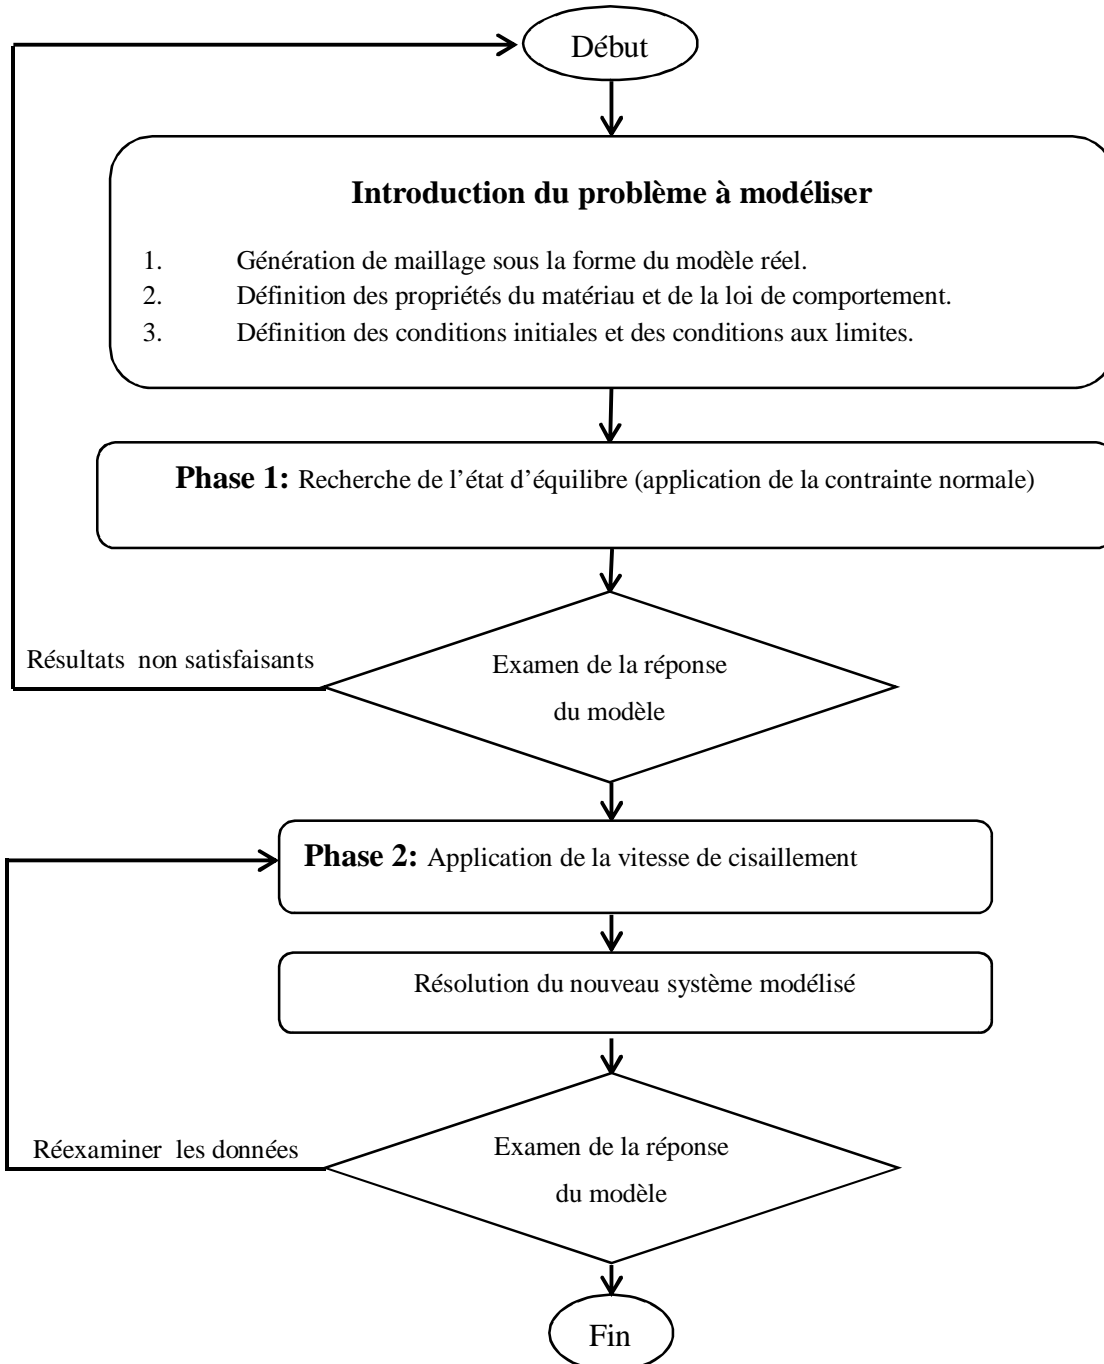 Début
Introduction du problème à modéliser
1. Génération de maillage sous la forme du modèle réel.
2. Définition des propriétés du matériau et de la loi de comportement.
3. Définition des conditions initiales et des conditions aux limites.
Phase 1: Recherche de l’état d’équilibre (application de la contrainte normale)
Résultats non satisfaisants
Examen de la réponse
du modèle
Phase 2: Application de la vitesse de cisaillement
Résolution du nouveau système modélisé
Réexaminer les données
Examen de la réponse
du modèle
Fin